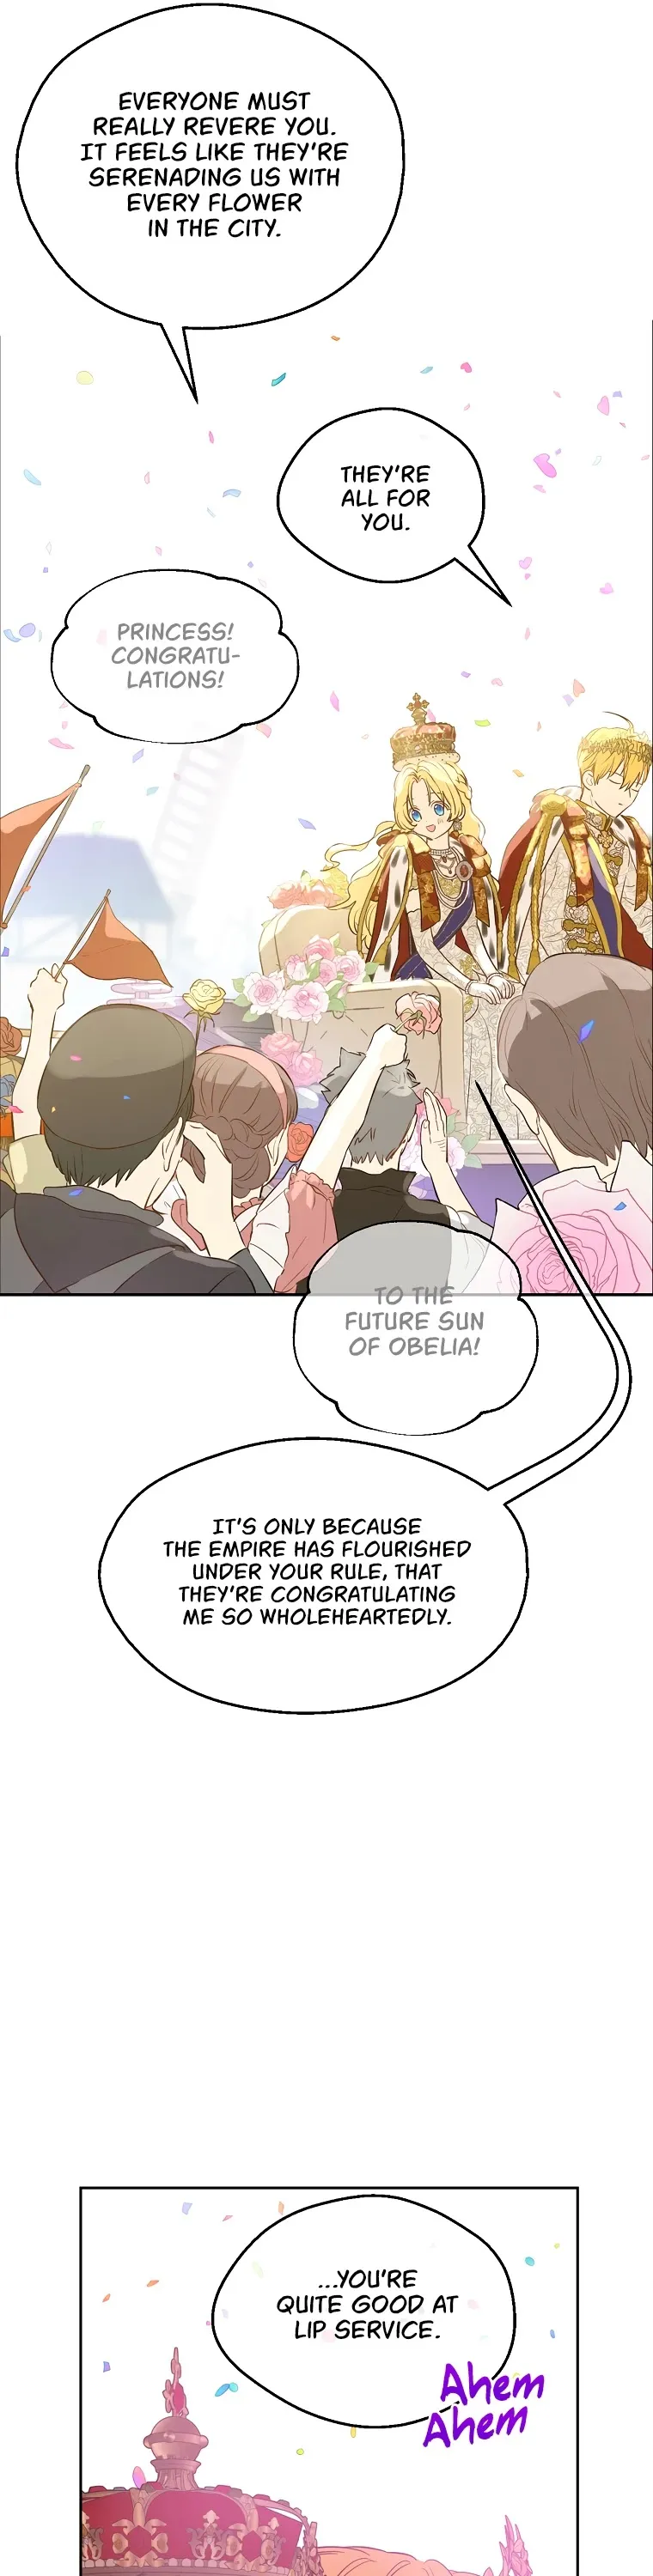 EVERYONE MUST
REALLY REVERE YOU.
IT FEELS LIKE THEY'RE
SERENADING US WITH
EVERY FLOWER
IN THE CITY.
THEY'RE
ALL FOR
YOU.
PRINCESS!
CONGRATU-
LATIONS!
TO THE
FUTURE SUN
OF OBELIA!
IT'S ONLY BECAUSE
THE EMPIRE HAS FLOURISHED
UNDER YOUR RULE, THAT
THEY'RE CONGRATULATING
ME SO WHOLEHEARTEDLY.
...YOU'RE
QUITE GOOD AT
LIP SERVICE.
Ahem
Ahem